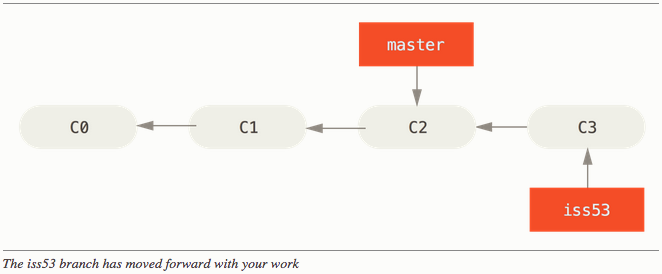 master
C0 C1 C2 C3
iss53
The iss53 branch has moved forward with your work